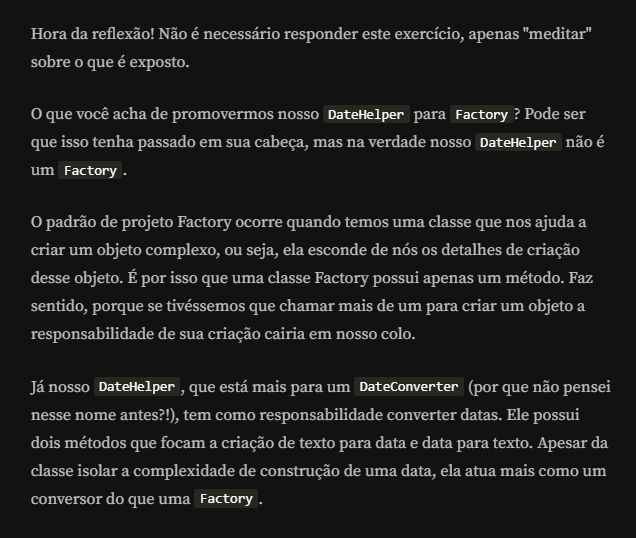 Hora da reflexão! Não é necessário responder este exercício, apenas "meditar"
sobre o que é exposto.
O que você acha de promovermos nosso DateHelper para Factory? Pode ser
que isso tenha passado em sua cabeça, mas na verdade nosso DateHelper não é
um Factory.
O padrão de projeto Factory ocorre quando temos uma classe que nos ajuda a
criar um objeto complexo, ou seja, ela esconde de nós os detalhes de criação
desse objeto. É por isso que uma classe Factory possui apenas um método. Faz
sentido, porque se tivéssemos que chamar mais de um para criar um objeto a
responsabilidade de sua criação cairia em nosso colo.
Já nosso DateHelper, que está mais para um DateConverter (por que não pensei
nesse nome antes?!), tem como responsabilidade converter datas. Ele possui
dois métodos que focam a criação de texto para data e data para texto. Apesar da
classe isolar a complexidade de construção de uma data, ela atua mais como um
conversor do que uma Factory.